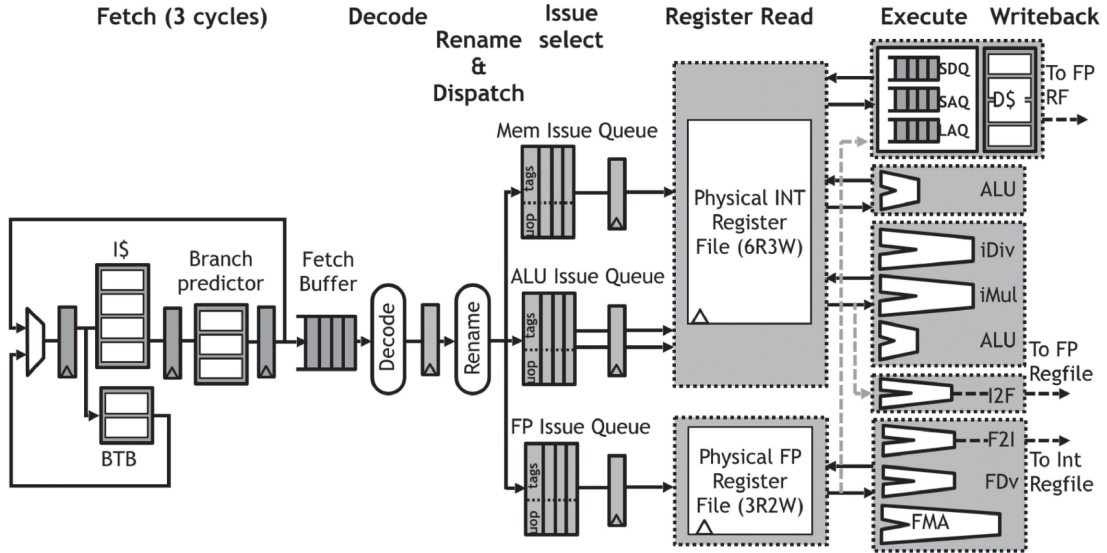 Fetch (3 cycles)
Decode
Rename
&
Dispatch
Issue
select
Register Read
Execute
Writeback
I$
Branch
predictor
BTB
Fetch
Buffer
Decode
Rename
Mem Issue Queue
tags
uop
ALU Issue Queue
tags
uop
FP Issue Queue
tags
uop
Physical INT
Register
File (6R3W)
Physical FP
Register
File (3R2W)
SDQ
SAQ
LAQ
D$
To FP
RF
ALU
iDiv
iMul
ALU
To FP
Regfile
I2F
F2I
To Int
Regfile
FDv
FMA